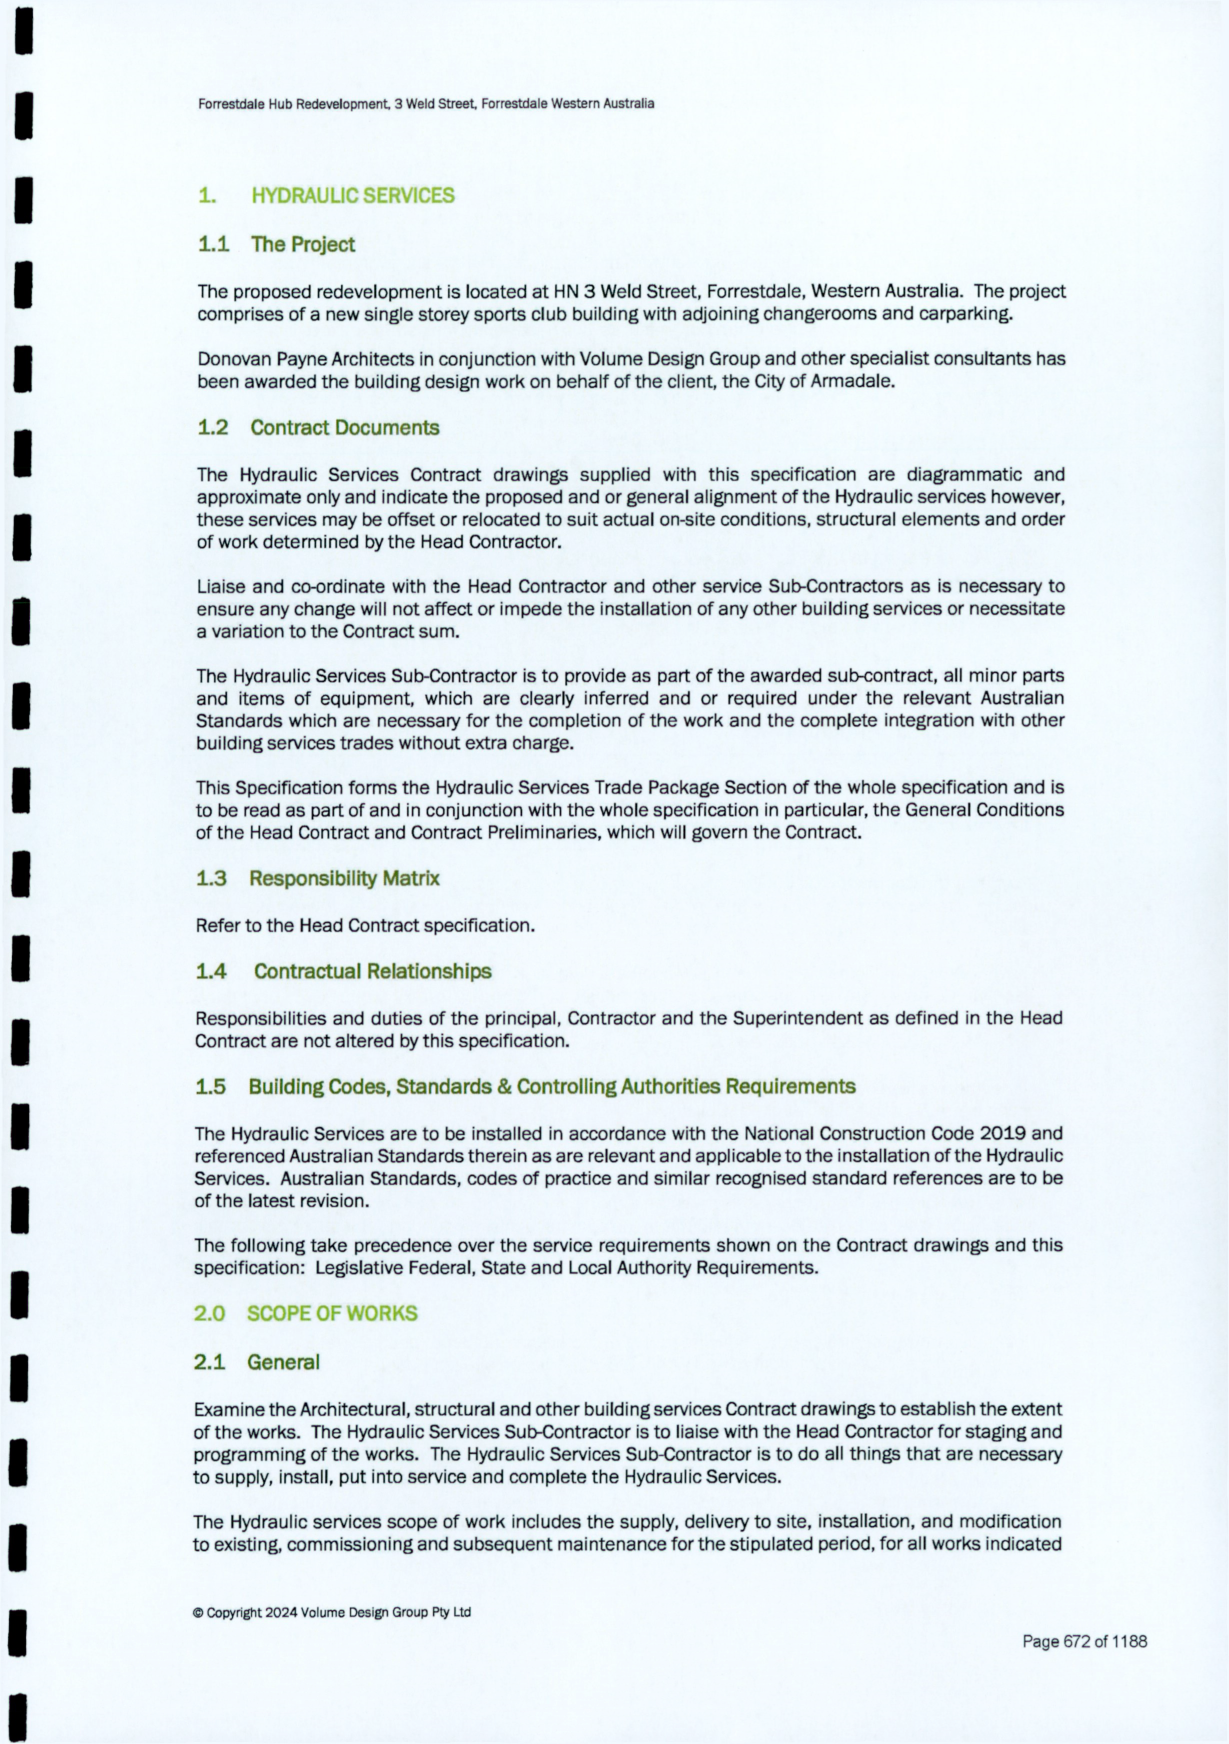 Forrestdale Hub Redevelopment, 3 Weld Street, Forrestdale Western Australia
1. HYDRAULIC SERVICES
1.1 The Project
The proposed redevelopment is located at HN 3 Weld Street, Forrestdale, Western Australia. The project
comprises of a new single storey sports club building with adjoining changerooms and carparking.
Donovan Payne Architects in conjunction with Volume Design Group and other specialist consultants has
been awarded the building design work on behalf of the client, the City of Armadale.
1.2 Contract Documents
The Hydraulic Services Contract drawings supplied with this specification are diagrammatic and
approximate only and indicate the proposed and or general alignment of the Hydraulic services however,
these services may be offset or relocated to suit actual on-site conditions, structural elements and order
of work determined by the Head Contractor.
Liaise and co-ordinate with the Head Contractor and other service Sub-Contractors as is necessary to
ensure any change will not affect or impede the installation of any other building services or necessitate
a variation to the Contract sum.
The Hydraulic Services Sub-Contractor is to provide as part of the awarded sub-contract, all minor parts
and items of equipment, which are clearly inferred and or required under the relevant Australian
Standards which are necessary for the completion of the work and the complete integration with other
building services trades without extra charge.
This Specification forms the Hydraulic Services Trade Package Section of the whole specification and is
to be read as part of and in conjunction with the whole specification in particular, the General Conditions
of the Head Contract and Contract Preliminaries, which will govern the Contract.
1.3 Responsibility Matrix
Refer to the Head Contract specification.
1.4 Contractual Relationships
Responsibilities and duties of the principal, Contractor and the Superintendent as defined in the Head
Contract are not altered by this specification.
1.5 Building Codes, Standards & Controlling Authorities Requirements
The Hydraulic Services are to be installed in accordance with the National Construction Code 2019 and
referenced Australian Standards therein as are relevant and applicable to the installation of the Hydraulic
Services. Australian Standards, codes of practice and similar recognised standard references are to be
of the latest revision.
The following take precedence over the service requirements shown on the Contract drawings and this
specification: Legislative Federal, State and Local Authority Requirements.
2.0 SCOPE OF WORKS
2.1 General
Examine the Architectural, structural and other building services Contract drawings to establish the extent
of the works. The Hydraulic Services Sub-Contractor is to liaise with the Head Contractor for staging and
programming of the works. The Hydraulic Services Sub-Contractor is to do all things that are necessary
to supply, install, put into service and complete the Hydraulic Services.
The Hydraulic services scope of work includes the supply, delivery to site, installation, and modification
to existing, commissioning and subsequent maintenance for the stipulated period, for all works indicated
© Copyright 2024 Volume Design Group Pty Ltd
Page 672 of 1188